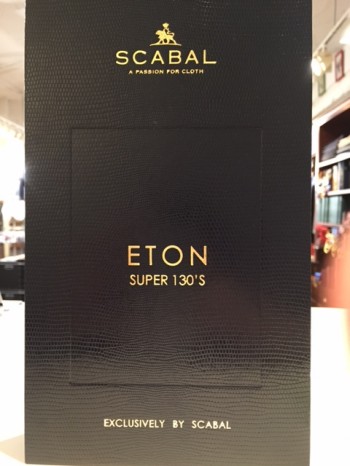 SCABAL
A PASSION FOR CLOTH
ETON
SUPER 130'S
EXCLUSIVELY BY SCABAL